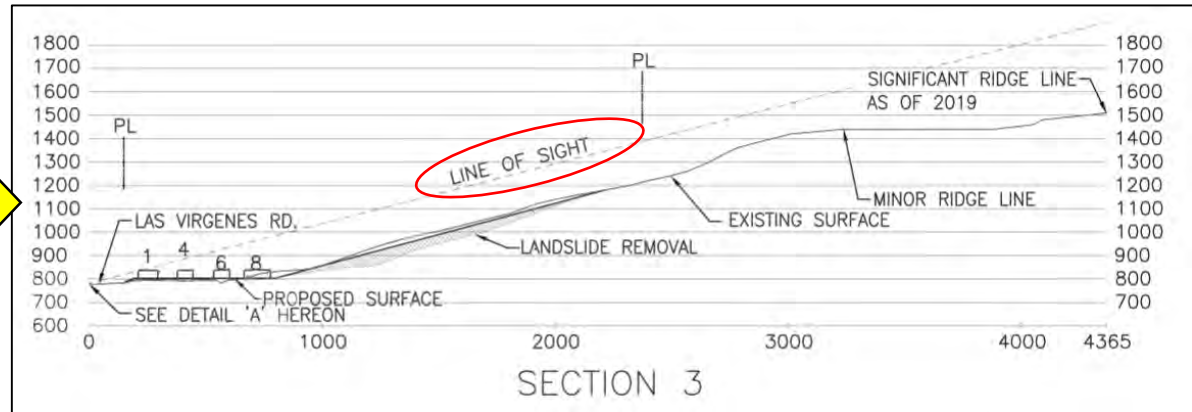 1800
1700
1600
1500
1400
1300
1200
1100
1000
900
800
700
600
PL
PL
LINE OF SIGHT
SIGNIFICANT RIDGE LINE
AS OF 2019
MINOR RIDGE LINE
EXISTING SURFACE
LANDSLIDE REMOVAL
LAS VIRGENES RD,
1 4 6 8
PROPOSED SURFACE
SEE DETAIL 'A' HEREON
1800
1700
1600
1500
1400
1300
1200
1100
1000
900
800
700
0 1000 2000 3000 4000 4365
SECTION 3